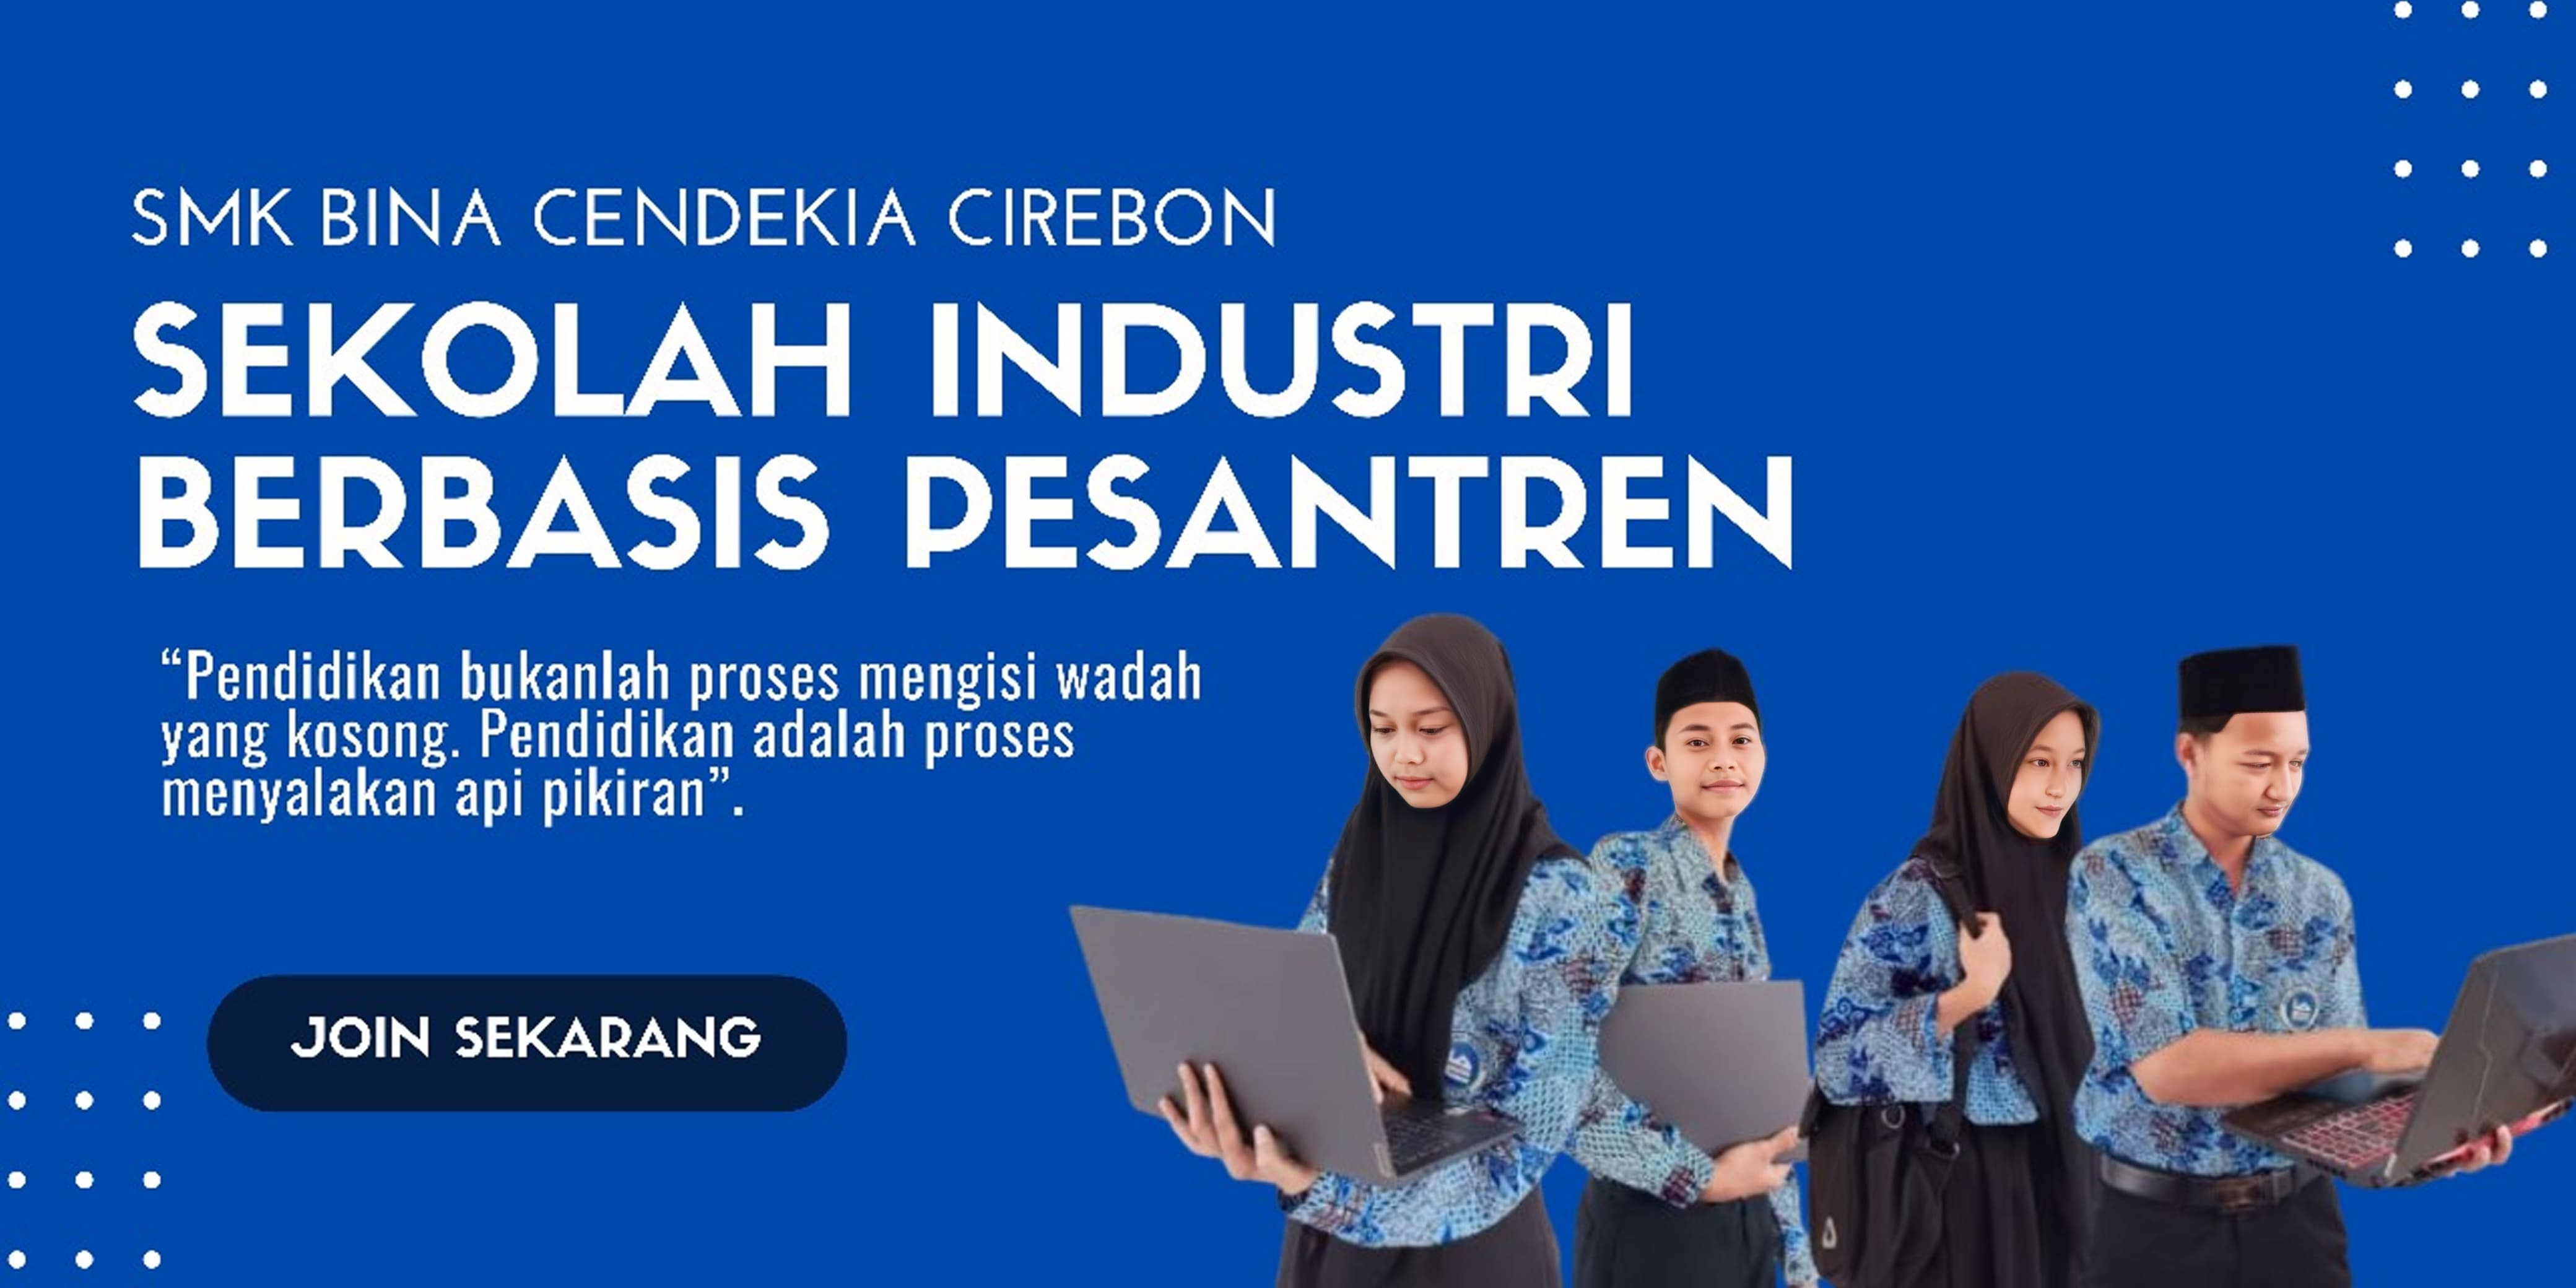 SMK BINA CENDEKIA CIREBON
SEKOLAH INDUSTRI
BERBASIS PESANTREN
“Pendidikan bukanlah proses mengisi wadah
yang kosong. Pendidikan adalah proses
menyalakan api pikiran”.
JOIN SEKARANG